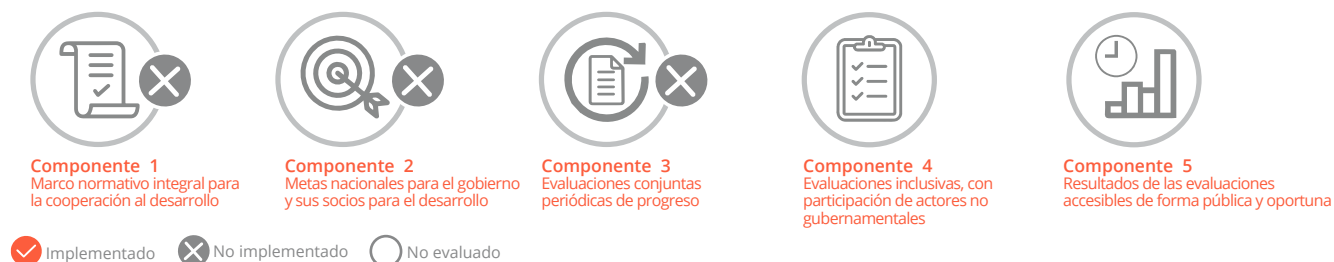 Componente 1
Marco normativo integral para
la cooperación al desarrollo
Componente 2
Metas nacionales para el gobierno
y sus socios para el desarrollo
Componente 3
Evaluaciones conjuntas
periódicas de progreso
Componente 4
Evaluaciones inclusivas, con
participación de actores no
gubernamentales
Componente 5
Resultados de las evaluaciones
accesibles de forma pública y oportuna
Implementado
No implementado
No evaluado